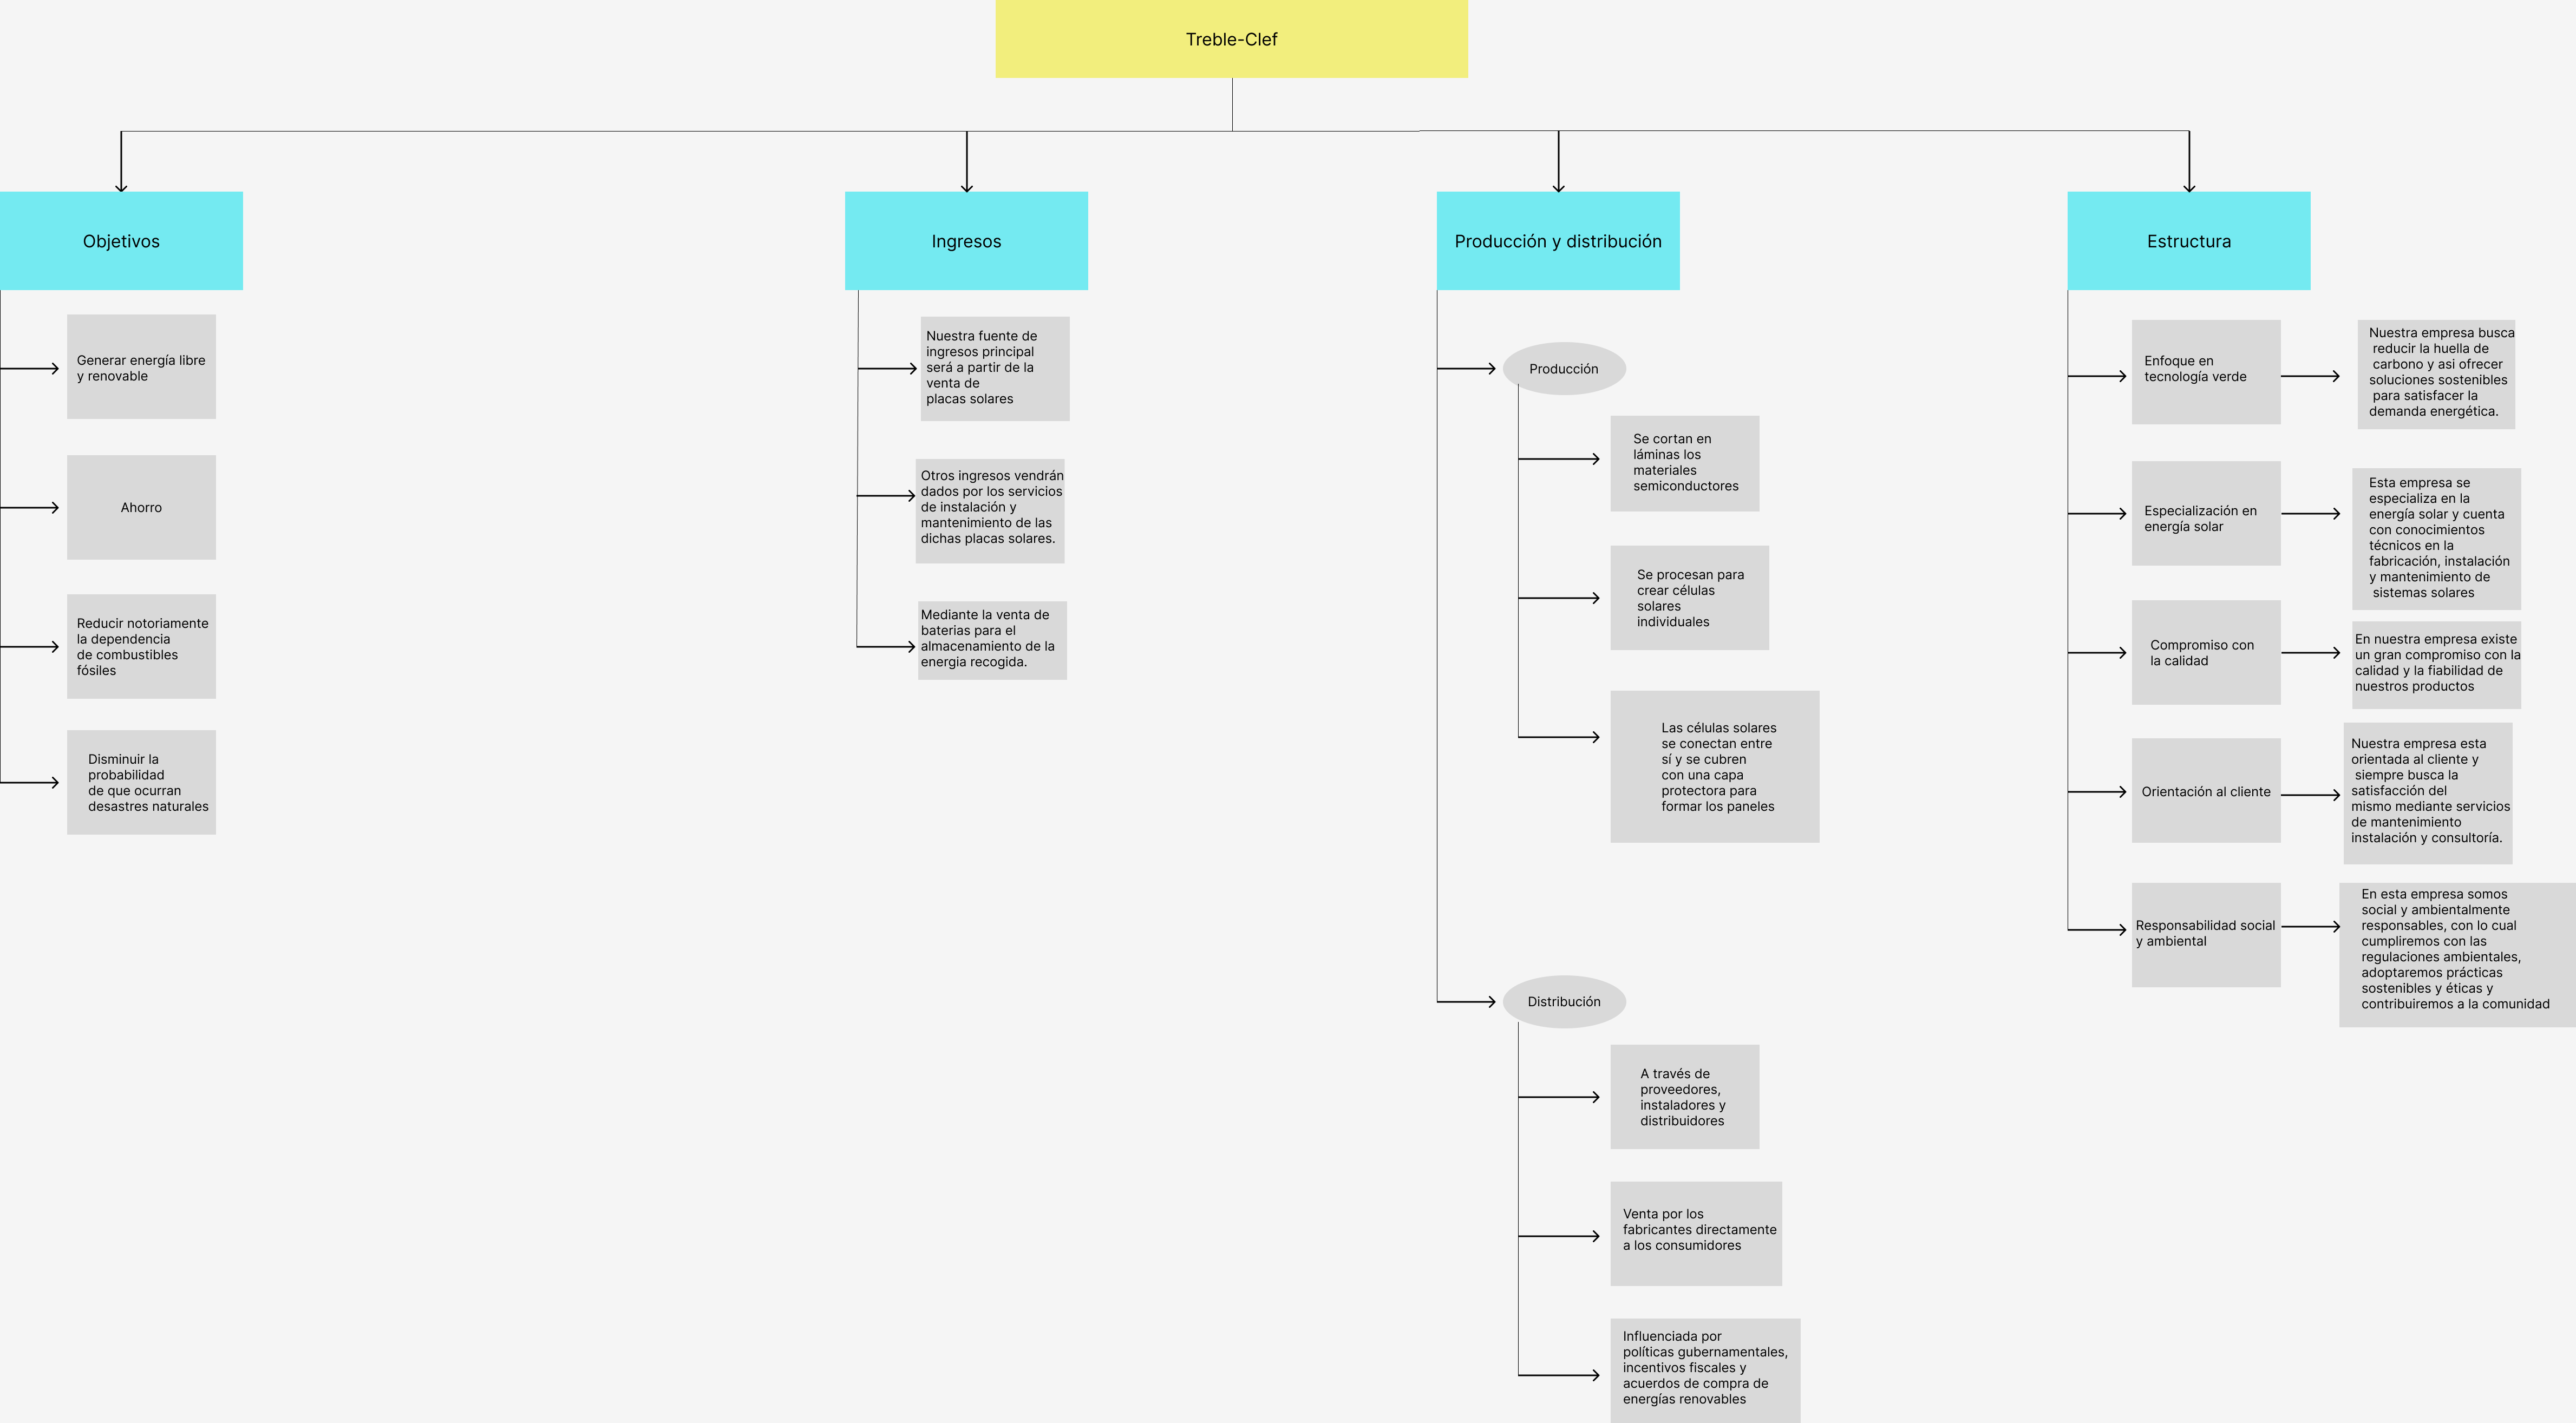 Treble-Clef
Objetivos
Generar energía libre
y renovable
Ahorro
Reducir notoriamente
la dependencia
de combustibles
fósiles
Disminuir la
probabilidad
de que ocurran
desastres naturales
Ingresos
Nuestra fuente de
ingresos principal
será a partir de la
venta de
placas solares
Otros ingresos vendrán
dados por los servicios
de instalación y
mantenimiento de las
dichas placas solares.
Mediante la venta de
baterias para el
almacenamiento de la
energia recogida.
Producción y distribución
Producción
Se cortan en
láminas los
materiales
semiconductores
Se procesan para
crear células
solares
individuales
Las células solares
se conectan entre
sí y se cubren
con una capa
protectora para
formar los paneles
Distribución
A través de
proveedores,
instaladores y
distribuidores
Venta por los
fabricantes directamente
a los consumidores
Influenciada por
políticas gubernamentales,
incentivos fiscales y
acuerdos de compra de
energías renovables
Estructura
Enfoque en
tecnología verde
Nuestra empresa busca
reducir la huella de
carbono y asi ofrecer
soluciones sostenibles
para satisfacer la
demanda energética.
Especialización en
energía solar
Esta empresa se
especializa en la
energía solar y cuenta
con conocimientos
técnicos en la
fabricación, instalación
y mantenimiento de
sistemas solares
Compromiso con
la calidad
En nuestra empresa existe
un gran compromiso con la
calidad y la fiabilidad de
nuestros productos
Orientación al cliente
Nuestra empresa esta
orientada al cliente y
siempre busca la
satisfacción del
mismo mediante servicios
de mantenimiento
instalación y consultoría.
Responsabilidad social
y ambiental
En esta empresa somos
social y ambientalmente
responsables, con lo cual
cumpliremos con las
regulaciones ambientales,
adoptaremos prácticas
sostenibles y éticas y
contribuiremos a la comunidad